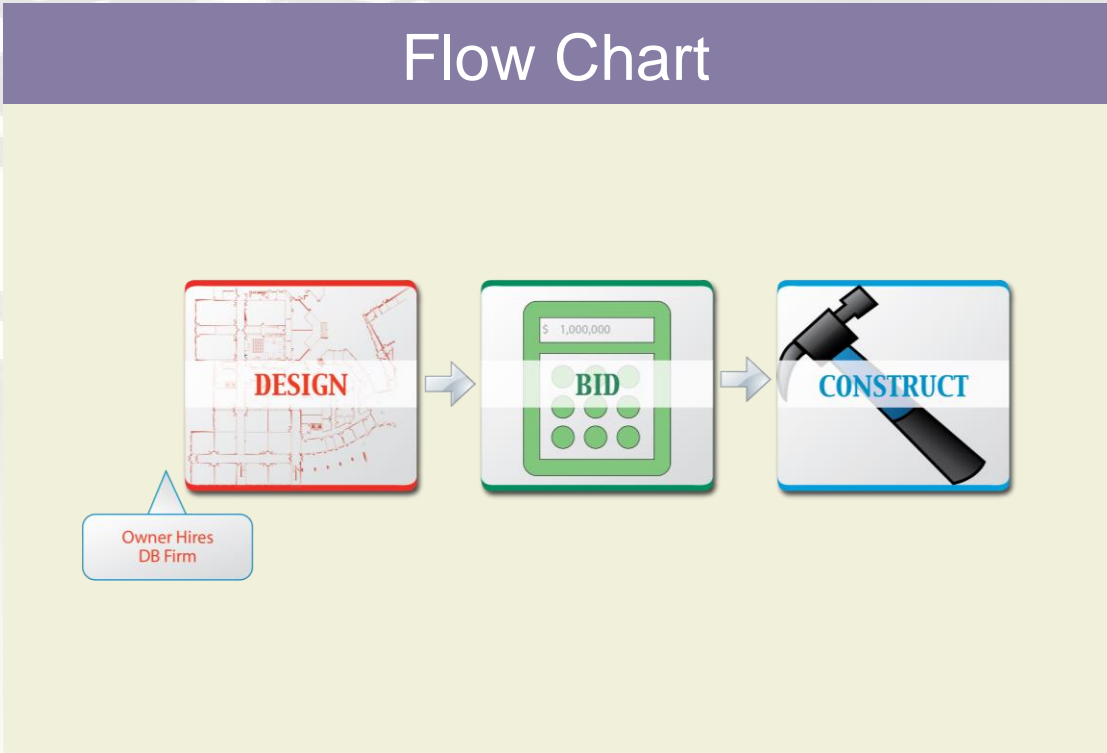 Flow Chart
$ 1,000,000
DESIGN
BID
CONSTRUCT
Owner Hires
DB Firm